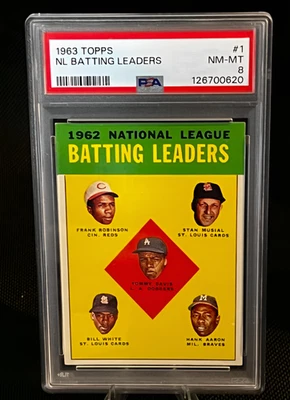 1963 TOPPS #1
NL BATTING LEADERS NM-MT
PSA 8
126700620
1962 NATIONAL LEAGUE
BATTING LEADERS
FRANK ROBINSON STAN MUSIAL
CIN. REDS ST. LOUIS CARDS
TOMMY DAVIS
DODGERS
BILL WHITE HANK AARON
ST. LOUIS CARDS MIL. BRAVES